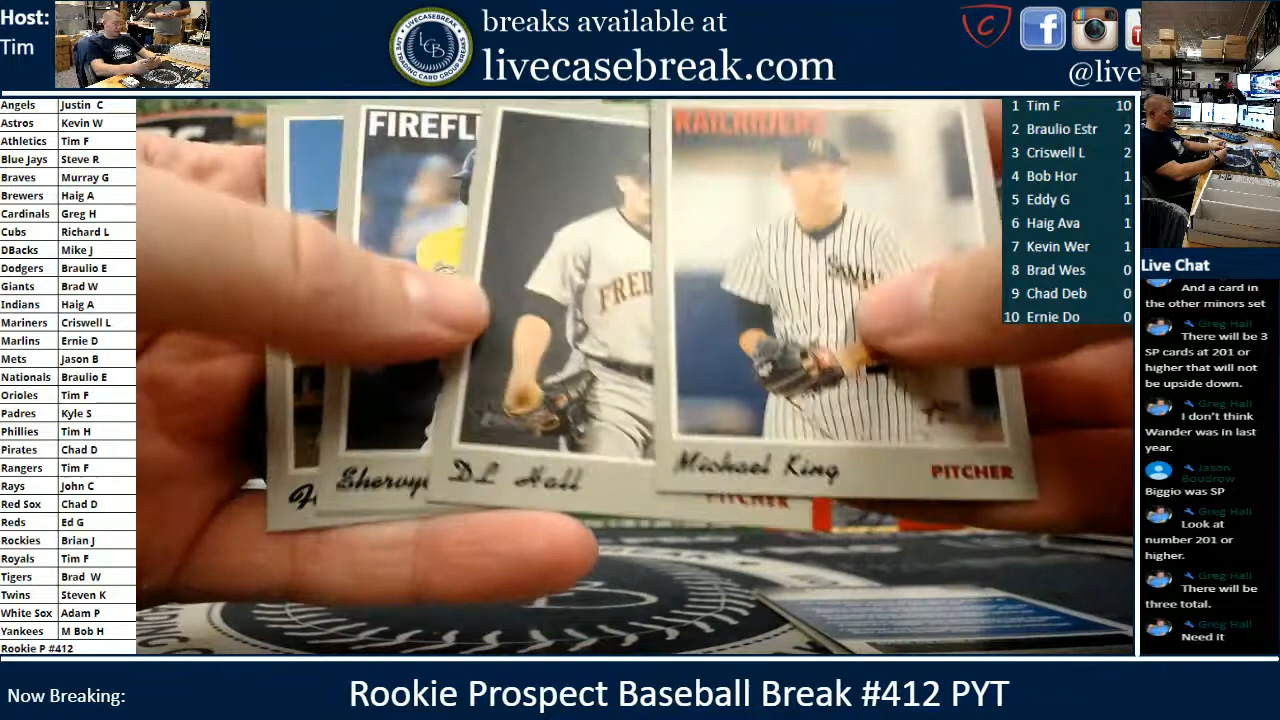 Host:
Tim
breaks available at
livecasebreak.com
LCB
@live
Angels Justin C
Astros Kevin W
Athletics Tim F
Blue Jays Steve R
Braves Murray G
Brewers Haig A
Cardinals Greg H
Cubs Richard L
DBacks Mike J
Dodgers Braulio E
Giants Brad W
Indians Haig A
Mariners Criswell L
Marlins Ernie D
Mets Jason B
Nationals Braulio E
Orioles Tim F
Padres Kyle S
Phillies Tim H
Pirates Chad D
Rangers Tim F
Rays John C
Red Sox Chad D
Reds Ed G
Rockies Brian J
Royals Tim F
Tigers Brad W
Twins Steven K
White Sox Adam P
Yankees M Bob H
Rookie P #412
FIREFL
RAILRIDER
FRED
Shervy
DL Hall
PITCHER
Michael King
PITCHER
1 Tim F 10
2 Braulio Estr 2
3 Criswell L 2
4 Bob Hor 1
5 Eddy G 1
6 Haig Ava 1
7 Kevin Wer 1
8 Brad Wes 0
9 Chad Deb 0
10 Ernie Do 0
Live Chat
And a card in
the other minors set
Greg Hall
There will be 3
SP cards at 201 or
higher that will not
be upside down.
Greg Hall
I don't think
Wander was in last
year.
Jason
Boudrow
Biggio was SP
Greg Hall
Look at
number 201 or
higher.
Greg Hall
There will be
three total.
Greg Hall
Need it
Now Breaking:
Rookie Prospect Baseball Break #412 PYT